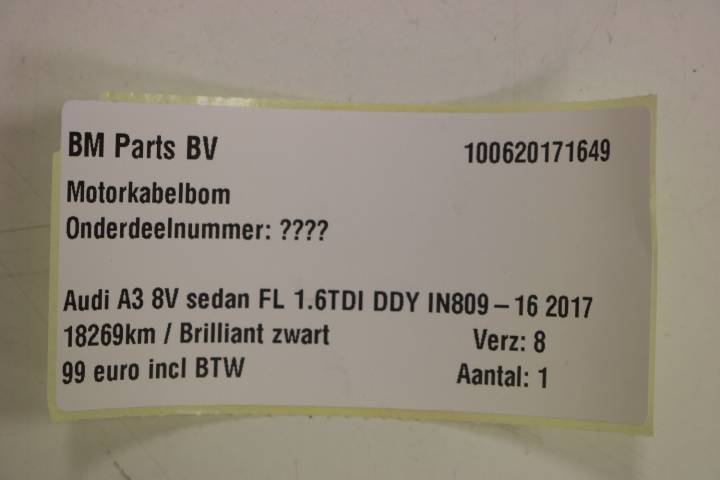 BM Parts BV 100620171649
Motorkabelbom
Onderdeelnummer: ????
Audi A3 8V sedan FL 1.6TDI DDY IN809 – 16 2017
18269km / Brilliant zwart Verz: 8
99 euro incl BTW Aantal: 1